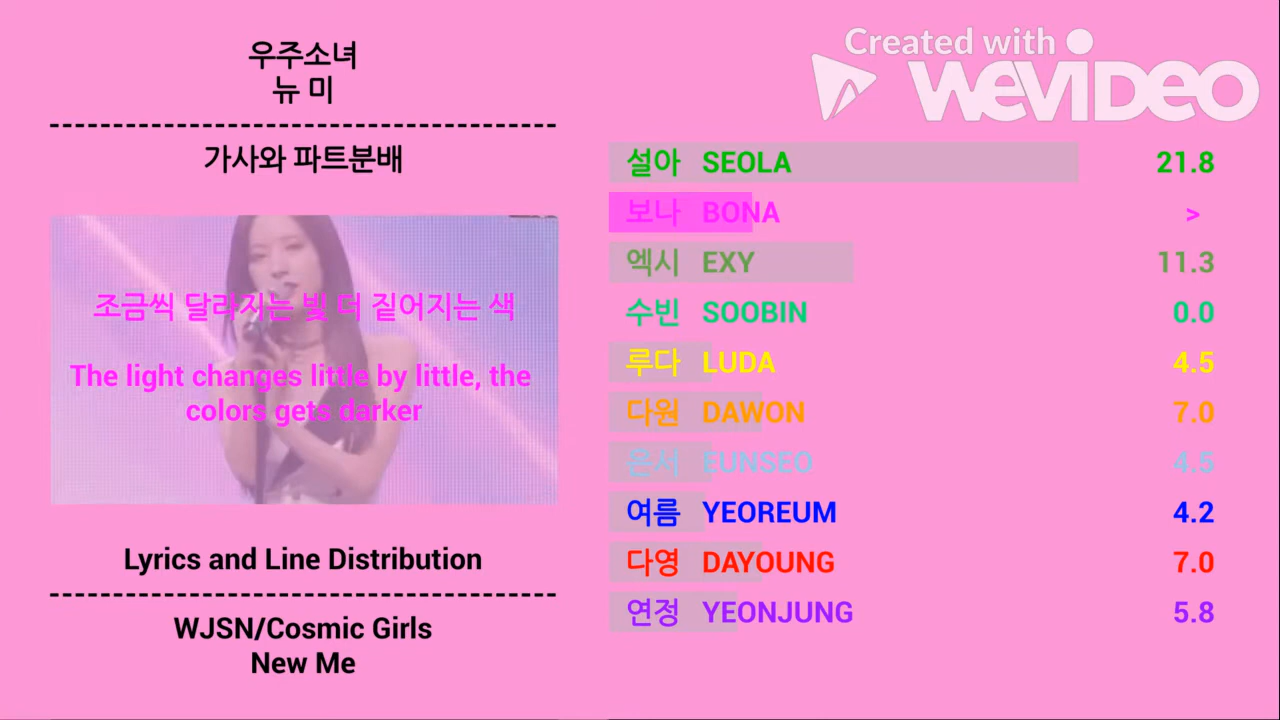 우주소녀
뉴 미
가사와 파트분배
조금씩 달라지는 빛 더 짙어지는 색
The light changes little by little, the
colors gets darker
Lyrics and Line Distribution
WJSN/Cosmic Girls
New Me
Created with
WEVIDEO
설아 SEOLA 21.8
보나 BONA >
엑시 EXY 11.3
수빈 SOOBIN 0.0
루다 LUDA 4.5
다원 DAWON 7.0
은서 EUNSEO 4.5
여름 YEOREUM 4.2
다영 DAYOUNG 7.0
연정 YEONJUNG 5.8